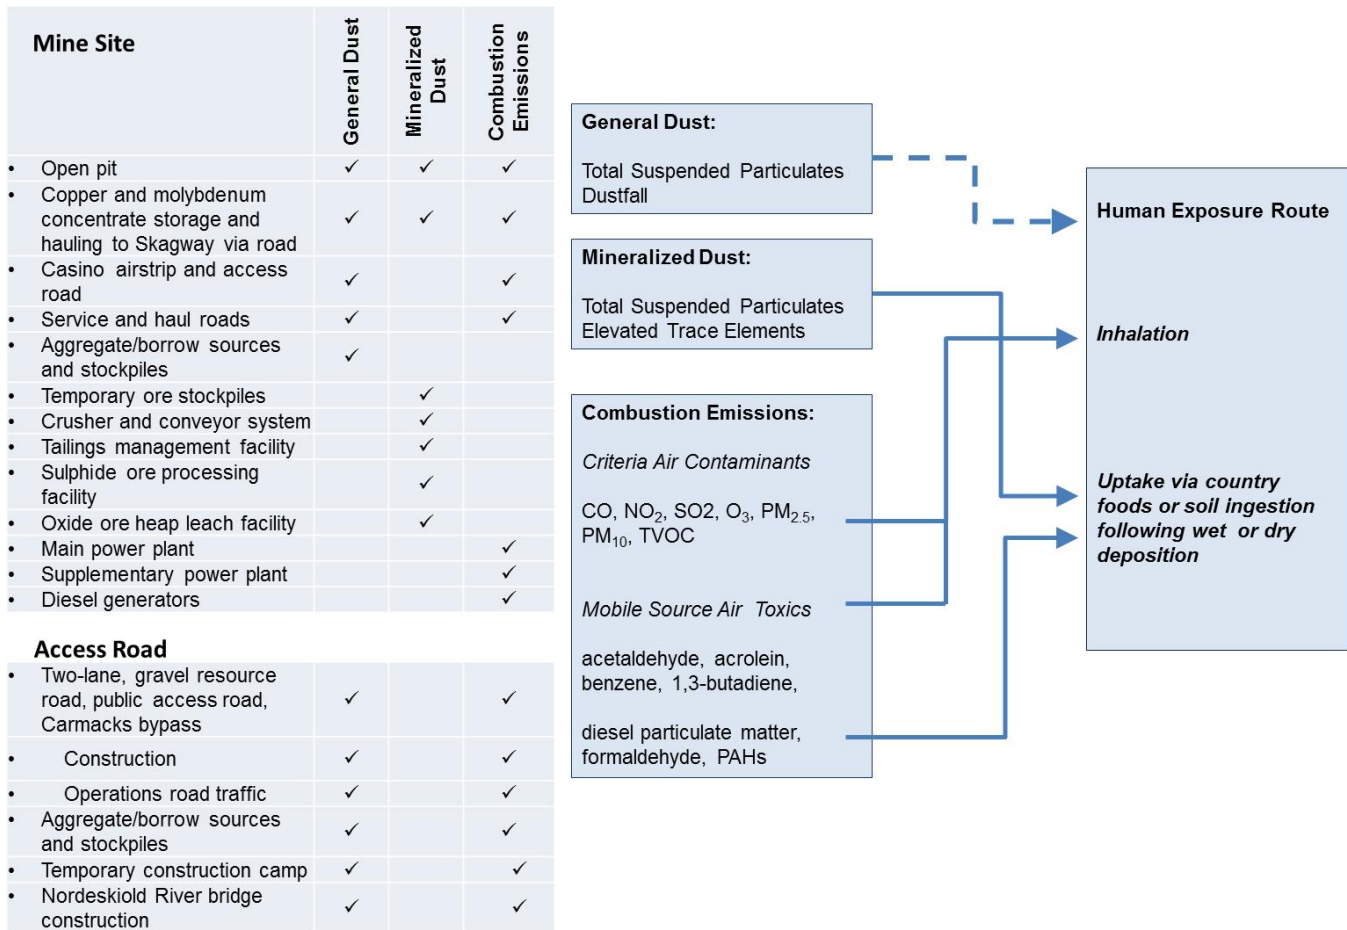 Mine Site
General Dust
Mineralized
Dust
Combustion
Emissions
• Open pit ✓ ✓ ✓
• Copper and molybdenum
concentrate storage and
hauling to Skagway via road ✓ ✓ ✓
• Casino airstrip and access
road ✓ ✓
• Service and haul roads ✓ ✓
• Aggregate/borrow sources
and stockpiles ✓
• Temporary ore stockpiles ✓
• Crusher and conveyor system ✓
• Tailings management facility ✓
• Sulphide ore processing
facility ✓
• Oxide ore heap leach facility ✓
• Main power plant ✓
• Supplementary power plant ✓
• Diesel generators ✓
Access Road
• Two-lane, gravel resource
road, public access road,
Carmacks bypass ✓ ✓
• Construction ✓ ✓
• Operations road traffic ✓ ✓
• Aggregate/borrow sources
and stockpiles ✓ ✓
• Temporary construction camp ✓ ✓
• Nordeskiold River bridge
construction ✓ ✓
General Dust:
Total Suspended Particulates
Dustfall
Mineralized Dust:
Total Suspended Particulates
Elevated Trace Elements
Combustion Emissions:
Criteria Air Contaminants
CO, NO₂, SO2, O₃, PM₂.₅,
PM₁₀, TVOC
Mobile Source Air Toxics
acetaldehyde, acrolein,
benzene, 1,3-butadiene,
diesel particulate matter,
formaldehyde, PAHs
Human Exposure Route
Inhalation
Uptake via country
foods or soil ingestion
following wet or dry
deposition